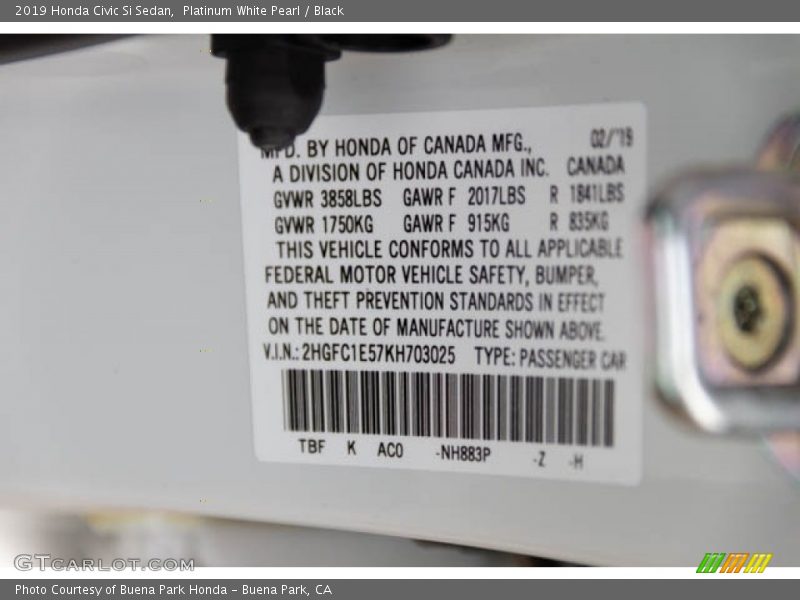 2019 Honda Civic Si Sedan,  Platinum White Pearl / Black
MFD. BY HONDA OF CANADA MFG., 02/'19
A DIVISION OF HONDA CANADA INC. CANADA
GVWR 3858LBS GAWR F 2017LBS R 1841LBS
GVWR 1750KG GAWR F 915KG R 835KG
THIS VEHICLE CONFORMS TO ALL APPLICABLE
FEDERAL MOTOR VEHICLE SAFETY, BUMPER,
AND THEFT PREVENTION STANDARDS IN EFFECT
ON THE DATE OF MANUFACTURE SHOWN ABOVE.
V.I.N.: 2HGFC1E57KH703025 TYPE: PASSENGER CAR
TBF K AC0 -NH883P -Z -H
GTCARLOT.COM
Photo Courtesy of Buena Park Honda - Buena Park, CA